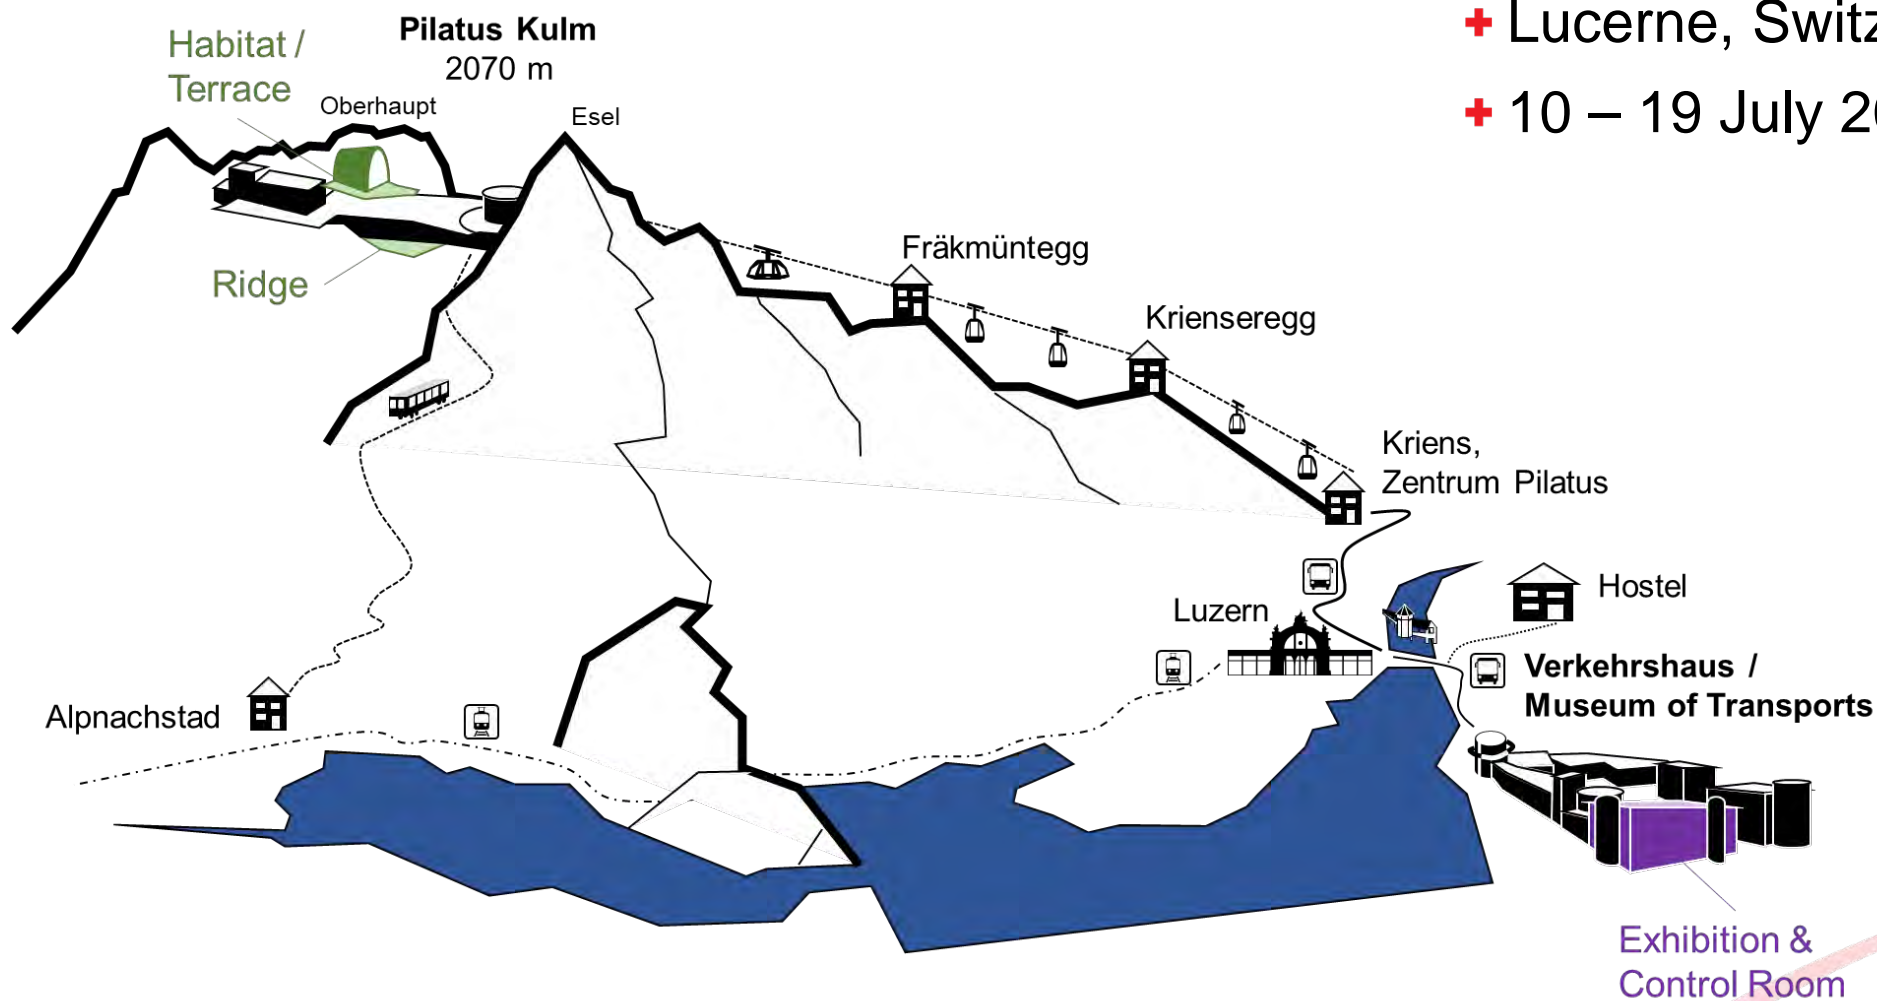 Lucerne, Switz
10 – 19 July 20
Pilatus Kulm
2070 m
Habitat /
Terrace
Oberhaupt
Esel
Ridge
Fräkmüntegg
Krienseregg
Kriens,
Zentrum Pilatus
Luzern
Hostel
Verkehrshaus /
Museum of Transports
Alpnachstad
Exhibition &
Control Room